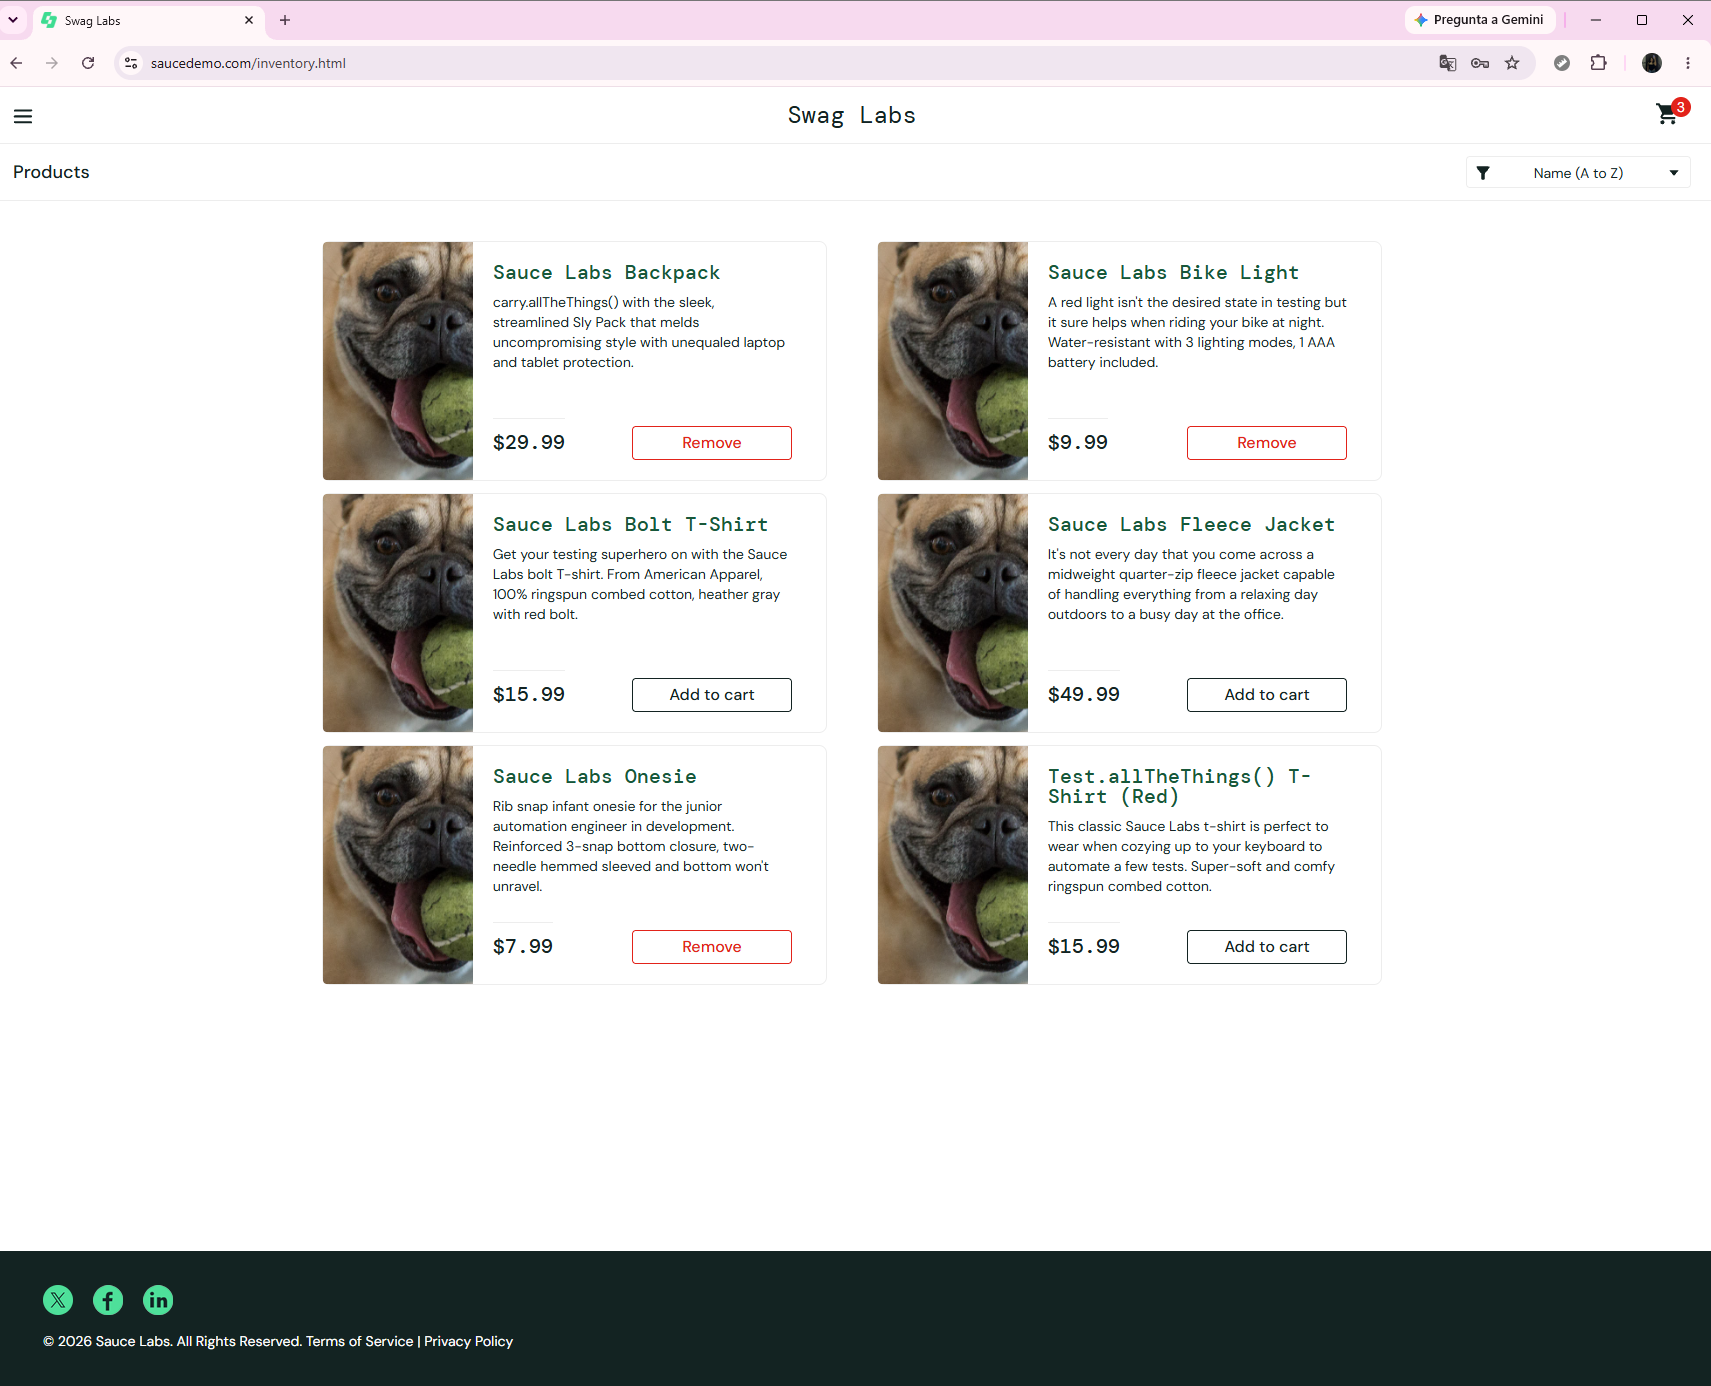 Swag Labs
Pregunta a Gemini
saucedemo.com/inventory.html
Swag Labs
3
Products
Name (A to Z)
Sauce Labs Backpack
carry.allTheThings() with the sleek,
streamlined Sly Pack that melds
uncompromising style with unequaled laptop
and tablet protection.
$29.99
Remove
Sauce Labs Bike Light
A red light isn't the desired state in testing but
it sure helps when riding your bike at night.
Water-resistant with 3 lighting modes, 1 AAA
battery included.
$9.99
Remove
Sauce Labs Bolt T-Shirt
Get your testing superhero on with the Sauce
Labs bolt T-shirt. From American Apparel,
100% ringspun combed cotton, heather gray
with red bolt.
$15.99
Add to cart
Sauce Labs Fleece Jacket
It's not every day that you come across a
midweight quarter-zip fleece jacket capable
of handling everything from a relaxing day
outdoors to a busy day at the office.
$49.99
Add to cart
Sauce Labs Onesie
Rib snap infant onesie for the junior
automation engineer in development.
Reinforced 3-snap bottom closure, two-
needle hemmed sleeved and bottom won't
unravel.
$7.99
Remove
Test.allTheThings() T-
Shirt (Red)
This classic Sauce Labs t-shirt is perfect to
wear when cozying up to your keyboard to
automate a few tests. Super-soft and comfy
ringspun combed cotton.
$15.99
Add to cart
© 2026 Sauce Labs. All Rights Reserved. Terms of Service | Privacy Policy